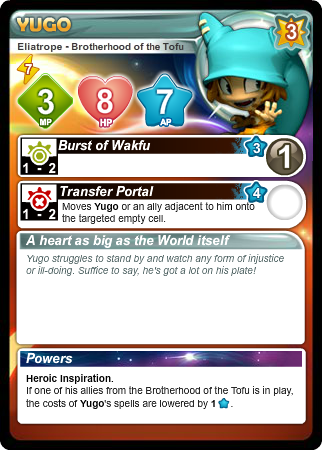 YUGO
Eliatrope - Brotherhood of the Tofu
3
7
3
MP
8
HP
7
AP
Burst of Wakfu
3
1
1 - 2
Transfer Portal
4
Moves Yugo or an ally adjacent to him onto
the targeted empty cell.
1 - 2
A heart as big as the World itself
Yugo struggles to stand by and watch any form of injustice
or ill-doing. Suffice to say, he's got a lot on his plate!
Powers
Heroic Inspiration.
If one of his allies from the Brotherhood of the Tofu is in play,
the costs of Yugo's spells are lowered by 1 .